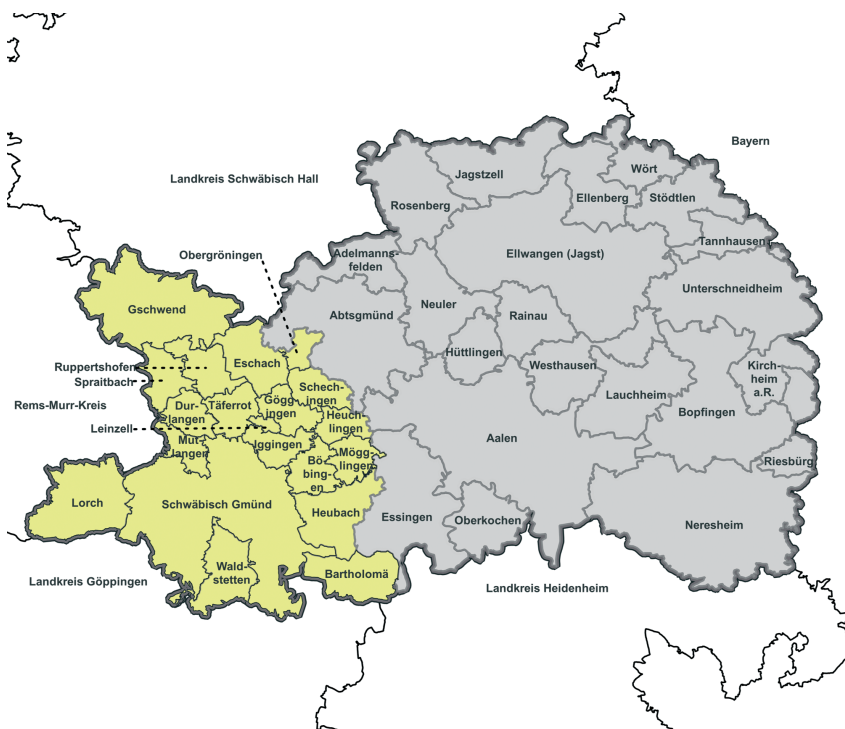 Bayern
Landkreis Schwäbisch Hall
Wört
Jagstzell
Ellenberg
Stödtlen
Rosenberg
Tannhausen
Obergröningen
Adelmanns-
felden
Ellwangen (Jagst)
Unterschneidheim
Gschwend
Abtsgmünd
Neuler
Rainau
Hüttlingen
Eschach
Ruppertshofen
Spraitbach
Westhausen
Kirch-
heim
a.R.
Schech-
ingen
Lauchheim
Rems-Murr-Kreis
Dur-
langen
Täferrot
Gögg
ingen
Heuch-
lingen
Bopfingen
Leinzell
Aalen
Mut
langen
Iggingen
Mögg-
lingen
Bö-
bing-
en
Riesbürg
Lorch
Schwäbisch Gmünd
Heubach
Essingen
Oberkochen
Neresheim
Wald-
stetten
Bartholomä
Landkreis Göppingen
Landkreis Heidenheim